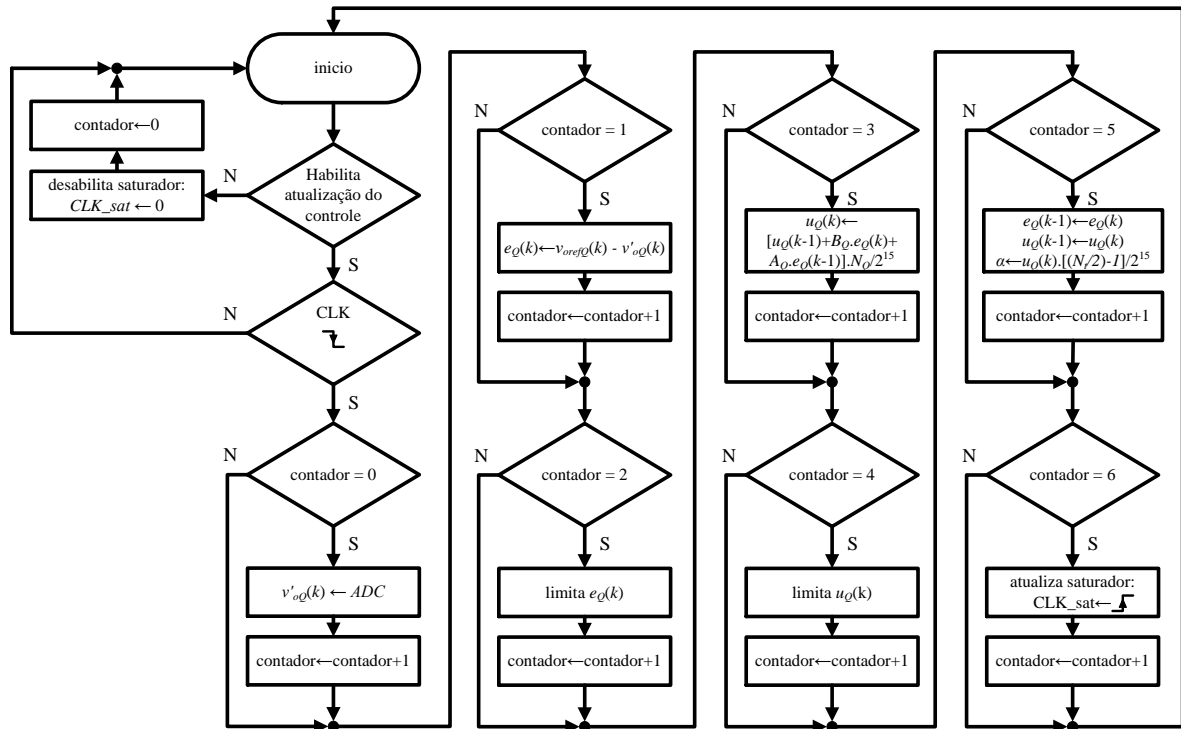 inicio
contador←0
desabilita saturador:
CLK_sat ← 0
N
Habilita
atualização do
controle
S
N
CLK
S
N
contador = 0
S
v'oQ(k) ← ADC
contador←contador+1
N
contador = 1
S
eQ(k)←vorefQ(k) - v'oQ(k)
contador←contador+1
N
contador = 2
S
limita eQ(k)
contador←contador+1
N
contador = 3
S
uQ(k)←
[uQ(k-1)+BQ.eQ(k)+
AQ.eQ(k-1)].NQ/2¹⁵
contador←contador+1
N
contador = 4
S
limita uQ(k)
contador←contador+1
N
contador = 5
S
eQ(k-1)←eQ(k)
uQ(k-1)←uQ(k)
α←uQ(k).[(Nr/2)-1]/2¹⁵
contador←contador+1
N
contador = 6
S
atualiza saturador:
CLK_sat←
contador←contador+1